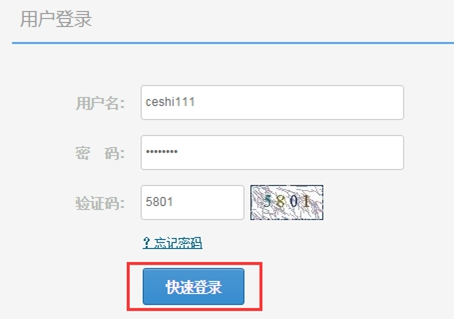 用户登录
用户名: ceshi111
密 码: ••••••••
验证码: 5801 5801
?忘记密码
快速登录